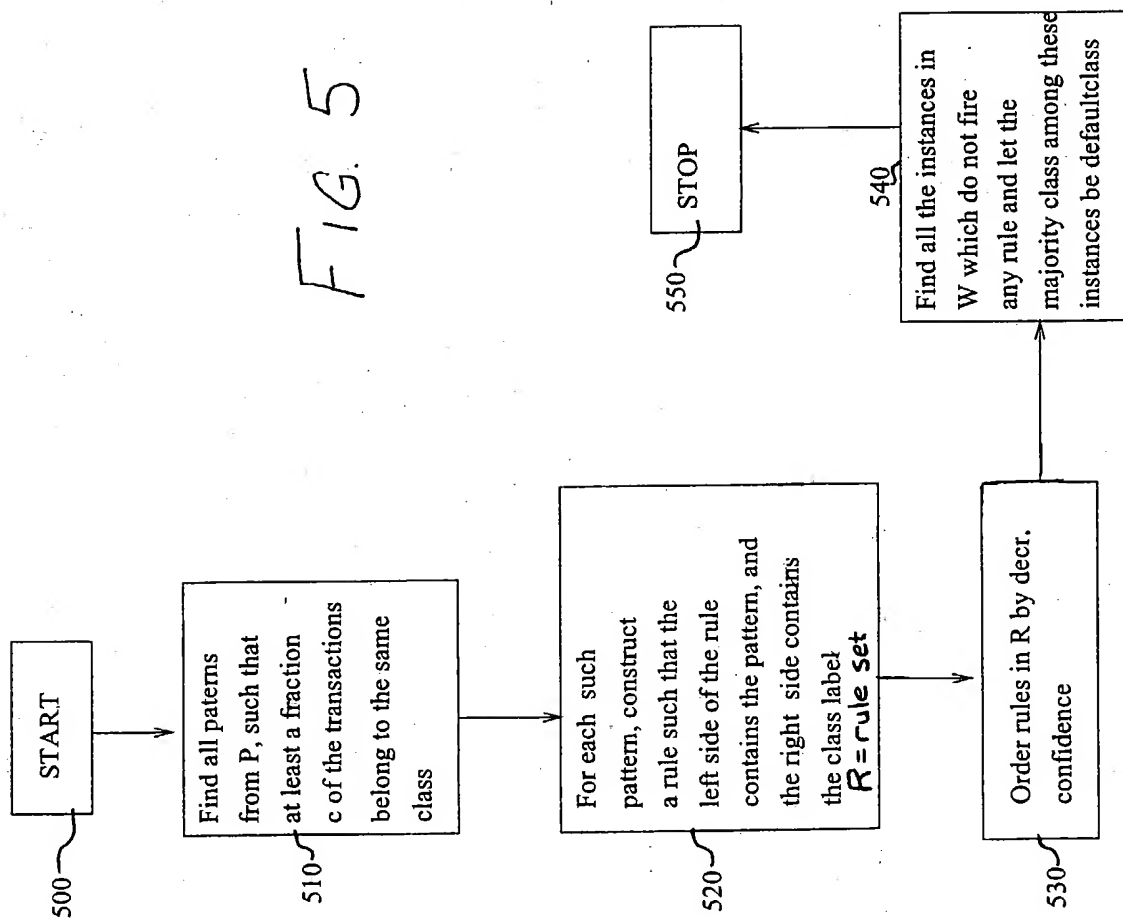 FIG. 5
500
START
Find all paterns
from P, such that
at least a fraction
c of the transactions
belong to the same
class
510
For each such
pattern, construct
a rule such that the
left side of the rule
contains the pattern, and
the right side contains
the class label
R = rule set
520
Order rules in R by decr.
confidence
530
540
Find all the instances in
W which do not fire
any rule and let the
majority class among these
instances be defaultclass
550
STOP